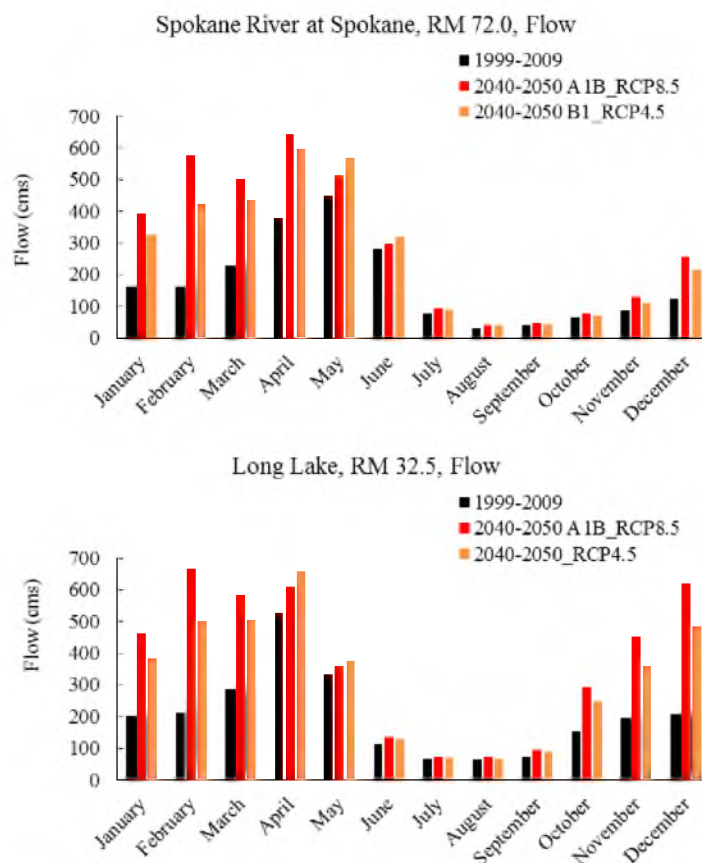 Spokane River at Spokane, RM 72.0, Flow
1999-2009
2040-2050 A1B_RCP8.5
2040-2050 B1_RCP4.5
700
600
500
400
300
200
100
0
Flow (cms)
January
February
March
April
May
June
July
August
September
October
November
December
Long Lake, RM 32.5, Flow
1999-2009
2040-2050 A1B_RCP8.5
2040-2050_RCP4.5
700
600
500
400
300
200
100
0
Flow (cms)
January
February
March
April
May
June
July
August
September
October
November
December